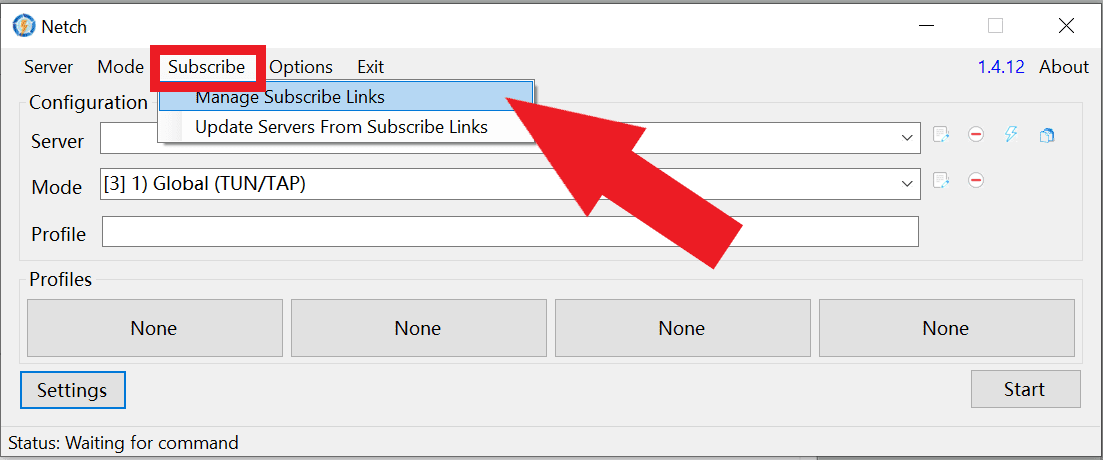 Netch
Server Mode Subscribe Options Exit 1.4.12 About
Configuration
Manage Subscribe Links
Update Servers From Subscribe Links
Server
Mode [3] 1) Global (TUN/TAP)
Profile
Profiles
None None None None
Settings Start
Status: Waiting for command